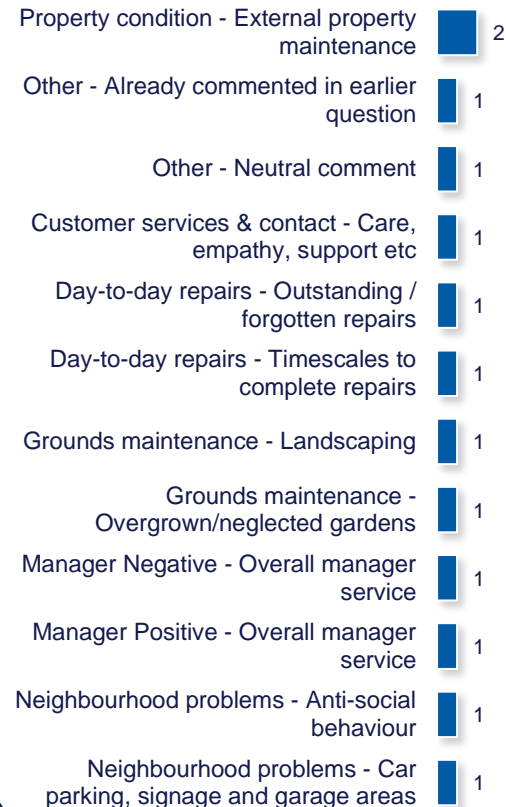 Property condition - External property
maintenance
2
Other - Already commented in earlier
question
1
Other - Neutral comment
1
Customer services & contact - Care,
empathy, support etc
1
Day-to-day repairs - Outstanding /
forgotten repairs
1
Day-to-day repairs - Timescales to
complete repairs
1
Grounds maintenance - Landscaping
1
Grounds maintenance -
Overgrown/neglected gardens
1
Manager Negative - Overall manager
service
1
Manager Positive - Overall manager
service
1
Neighbourhood problems - Anti-social
behaviour
1
Neighbourhood problems - Car
parking, signage and garage areas
1